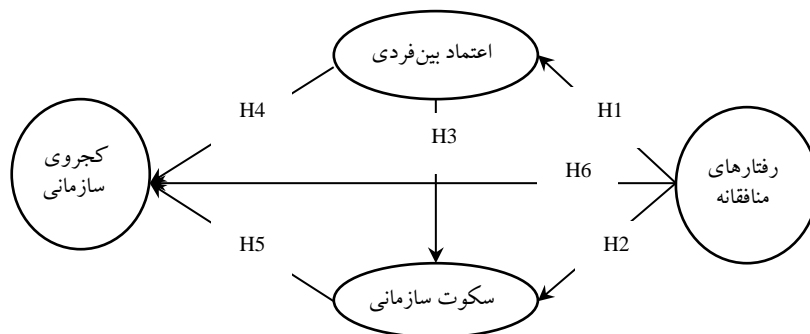 اعتماد بین‌فردی
H4
H1
H3
کجروی
سازمانی
رفتارهای
منافقانه
H6
H5
H2
سکوت سازمانی